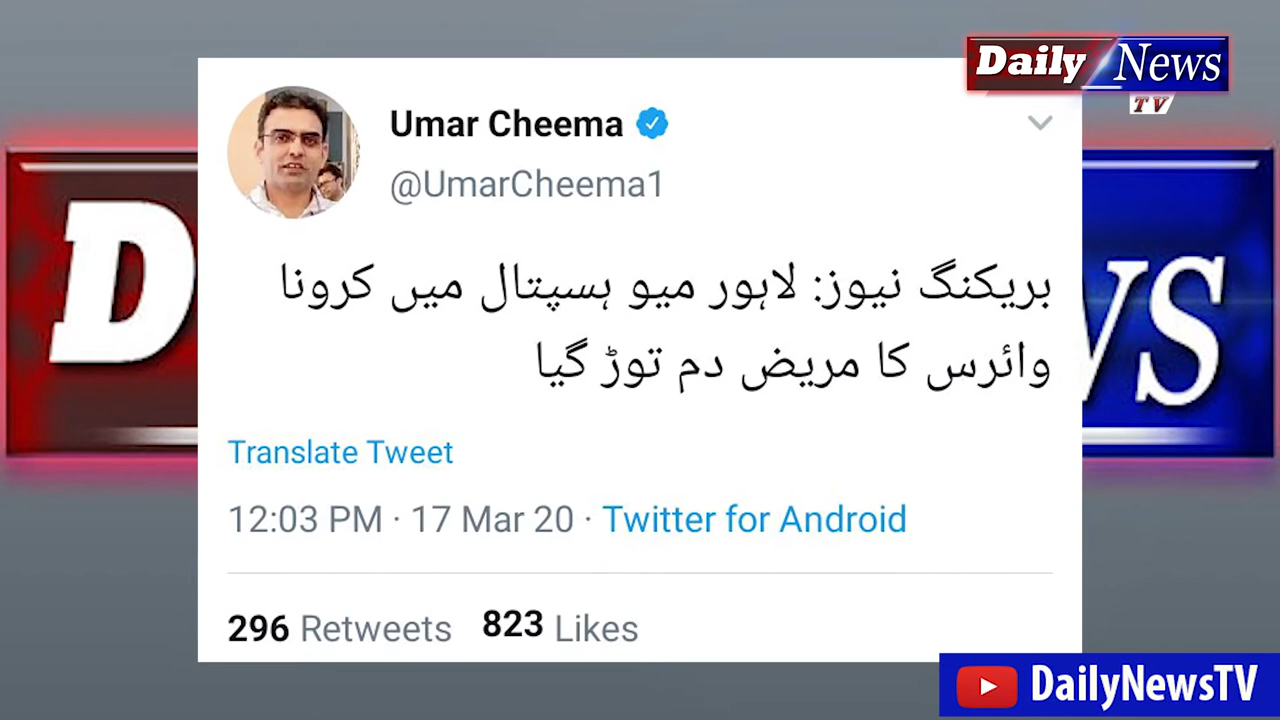 Daily News
TV
D
WS
Umar Cheema
@UmarCheema1
بریکنگ نیوز: لاہور میو ہسپتال میں کرونا
وائرس کا مریض دم توڑ گیا
Translate Tweet
12:03 PM · 17 Mar 20 · Twitter for Android
296 Retweets 823 Likes
DailyNewsTV